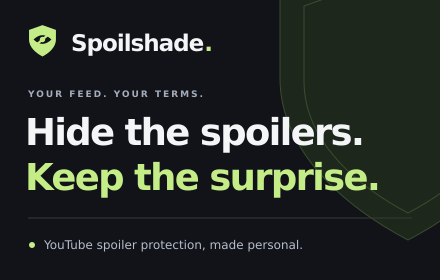 Spoilshade.
YOUR FEED. YOUR TERMS.
Hide the spoilers.
Keep the surprise.
YouTube spoiler protection, made personal.